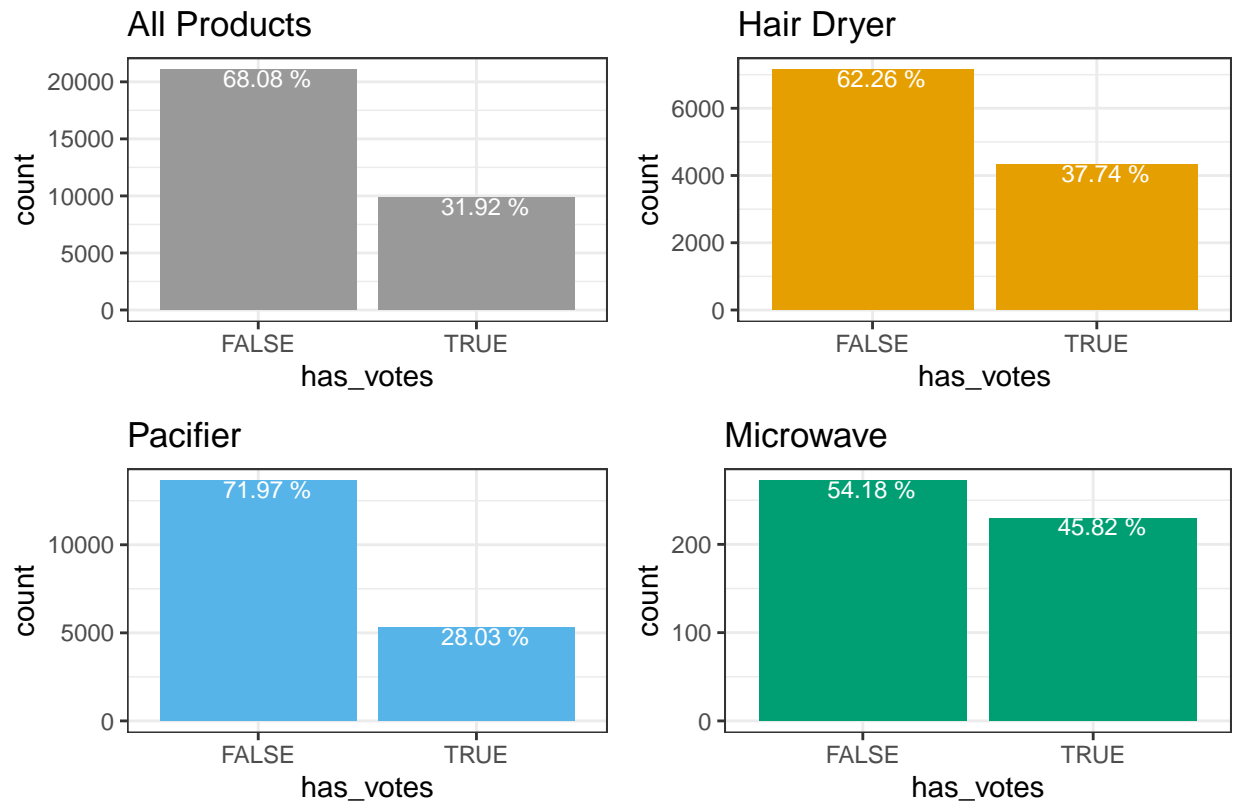 All Products
20000
15000
10000
5000
0
count
68.08 %
31.92 %
FALSE TRUE
has_votes
Hair Dryer
6000
4000
2000
0
count
62.26 %
37.74 %
FALSE TRUE
has_votes
Pacifier
10000
5000
0
count
71.97 %
28.03 %
FALSE TRUE
has_votes
Microwave
200
100
0
count
54.18 %
45.82 %
FALSE TRUE
has_votes